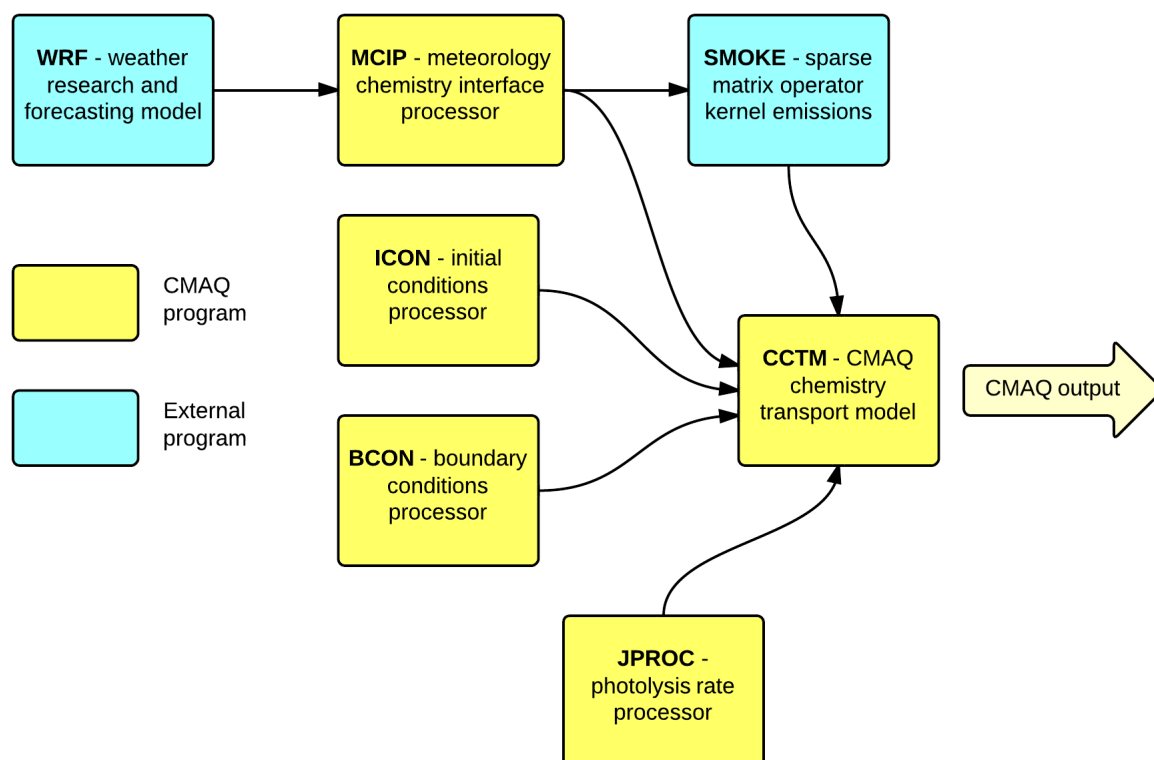 WRF - weather
research and
forecasting model
MCIP - meteorology
chemistry interface
processor
SMOKE - sparse
matrix operator
kernel emissions
ICON - initial
conditions
processor
CMAQ
program
External
program
BCON - boundary
conditions
processor
CCTM - CMAQ
chemistry
transport model
CMAQ output
JPROC -
photolysis rate
processor